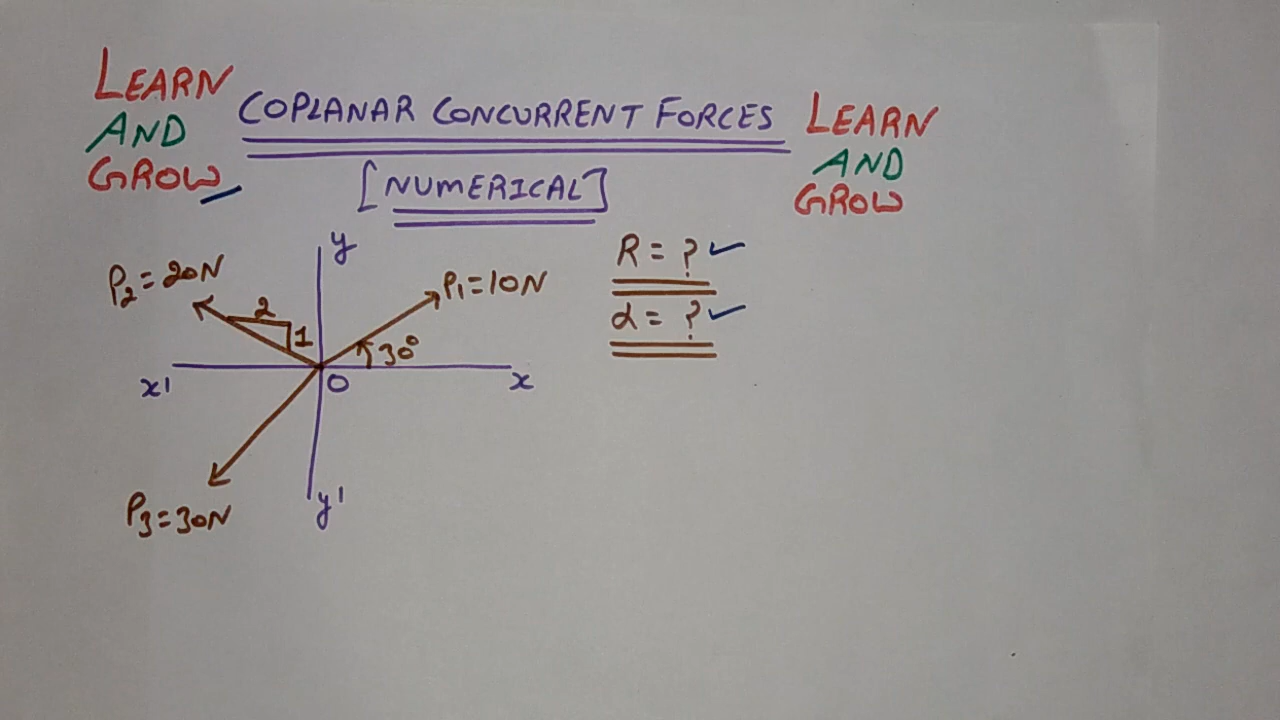 LEARN
AND
GROW
COPLANAR CONCURRENT FORCES
[NUMERICAL]
LEARN
AND
GROW
y
P2=20N
2
1
P1=10N
30°
x'
O
x
P3=30N
y'
R = ?
α = ?